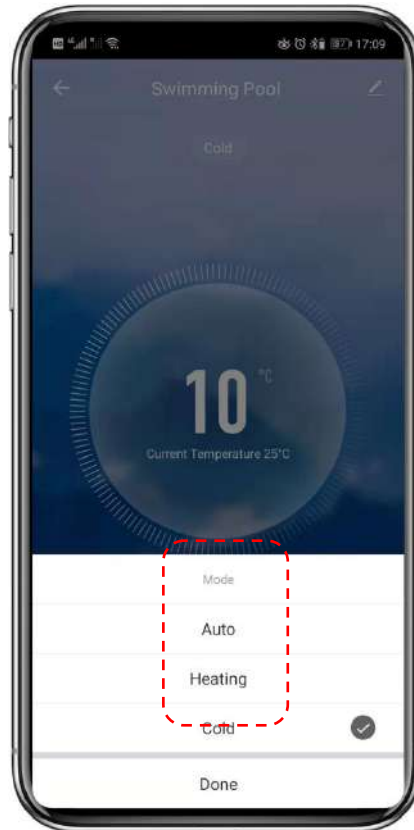 17:09
Swimming Pool
Cold
10 °C
Current Temperature 25°C
Mode
Auto
Heating
Cold
Done